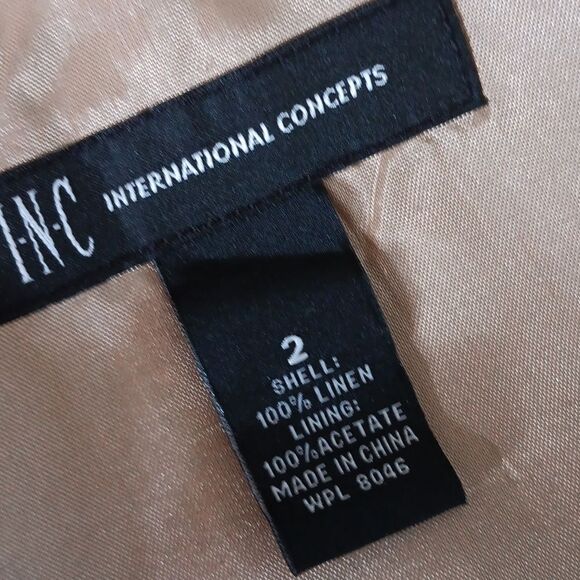 I·N·C INTERNATIONAL CONCEPTS
2
SHELL:
100% LINEN
LINING:
100%ACETATE
MADE IN CHINA
WPL 8046